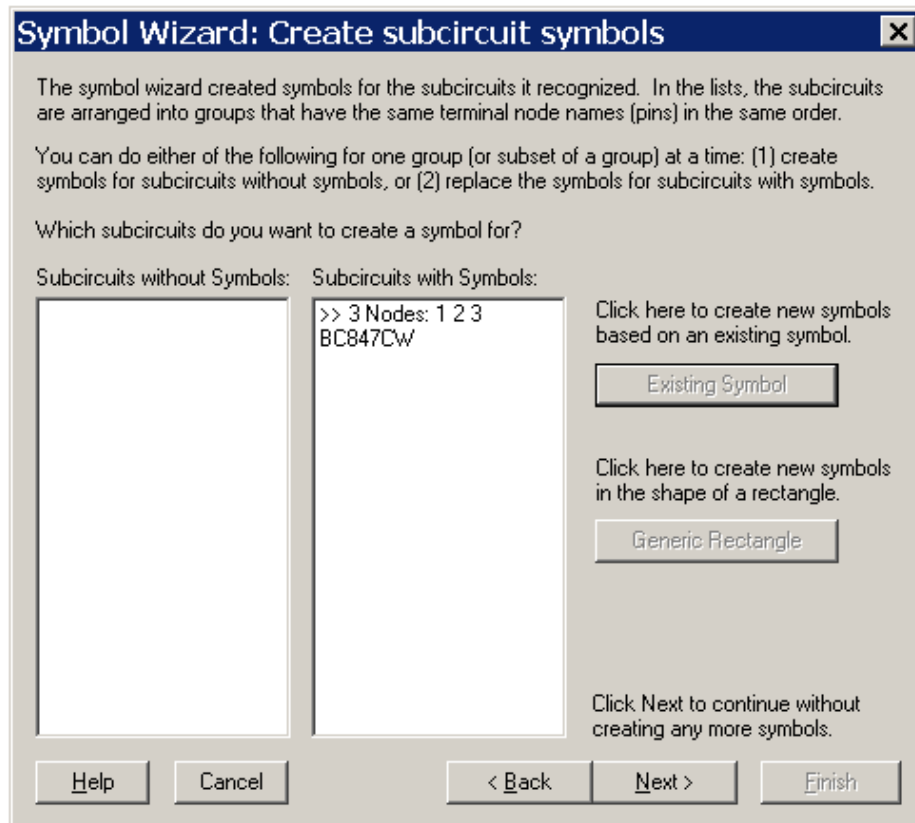 Symbol Wizard: Create subcircuit symbols
The symbol wizard created symbols for the subcircuits it recognized. In the lists, the subcircuits
are arranged into groups that have the same terminal node names (pins) in the same order.
You can do either of the following for one group (or subset of a group) at a time: (1) create
symbols for subcircuits without symbols, or (2) replace the symbols for subcircuits with symbols.
Which subcircuits do you want to create a symbol for?
Subcircuits without Symbols:
Subcircuits with Symbols:
>> 3 Nodes: 1 2 3
BC847CW
Click here to create new symbols
based on an existing symbol.
Existing Symbol
Click here to create new symbols
in the shape of a rectangle.
Generic Rectangle
Click Next to continue without
creating any more symbols.
Help
Cancel
< Back
Next >
Finish